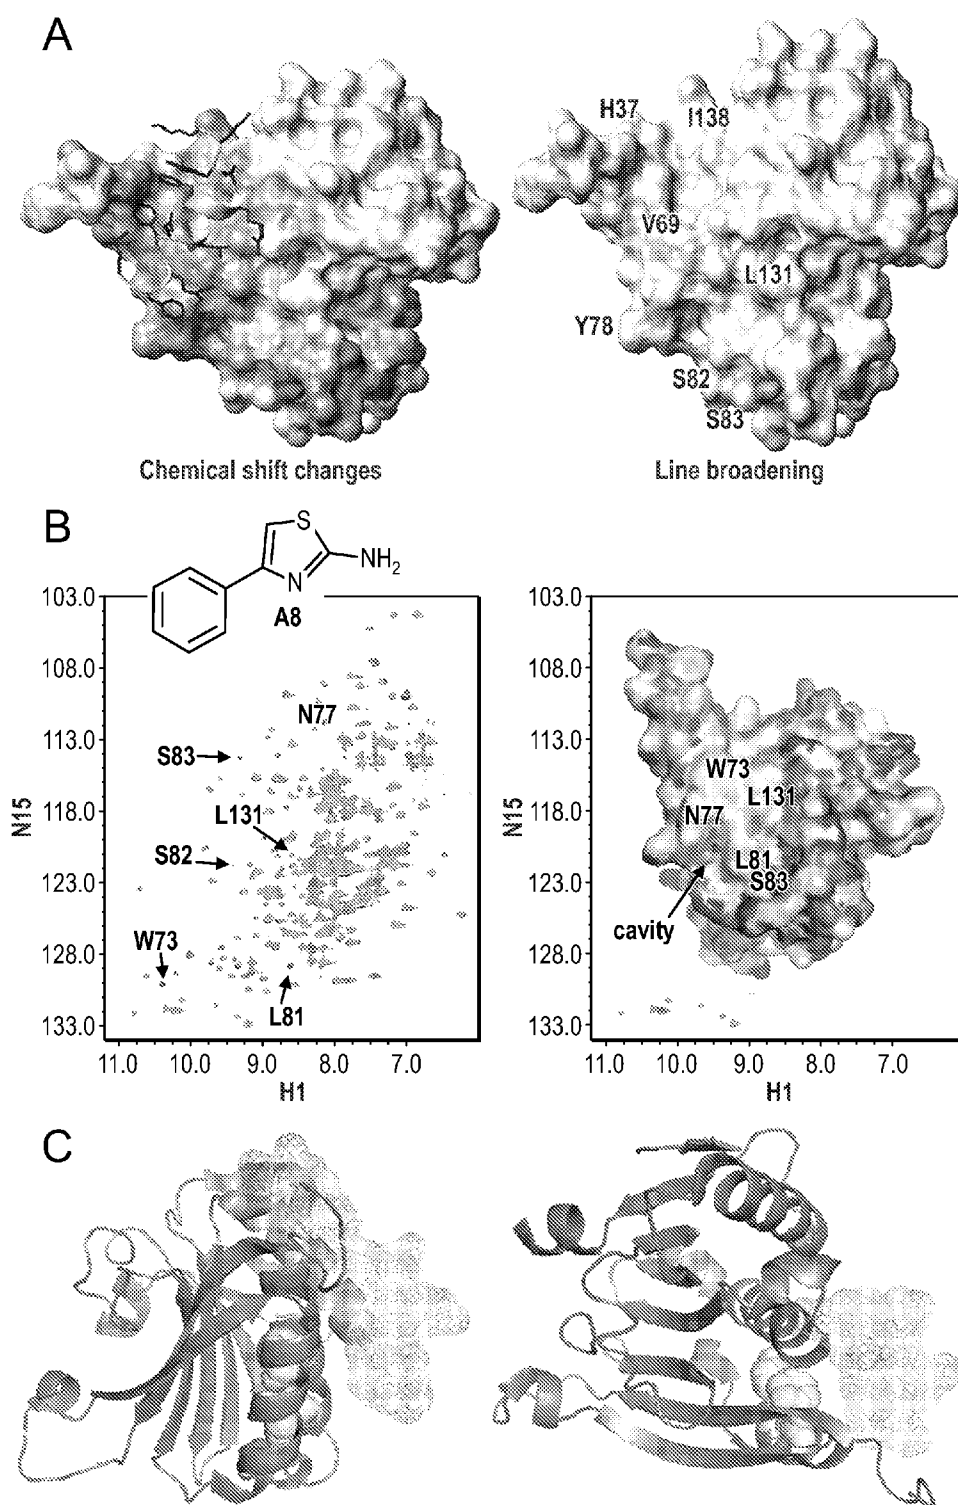 A
H37
I138
V69
L131
Y78
S82
S83
Chemical shift changes
Line broadening
B
S
N
NH2
A8
103.0
108.0
113.0
118.0
123.0
128.0
133.0
N15
N77
S83
L131
S82
W73
L81
11.0 10.0 9.0 8.0 7.0
H1
103.0
108.0
113.0
118.0
123.0
128.0
133.0
N15
W73
L131
N77
L81
S83
cavity
11.0 10.0 9.0 8.0 7.0
H1
C